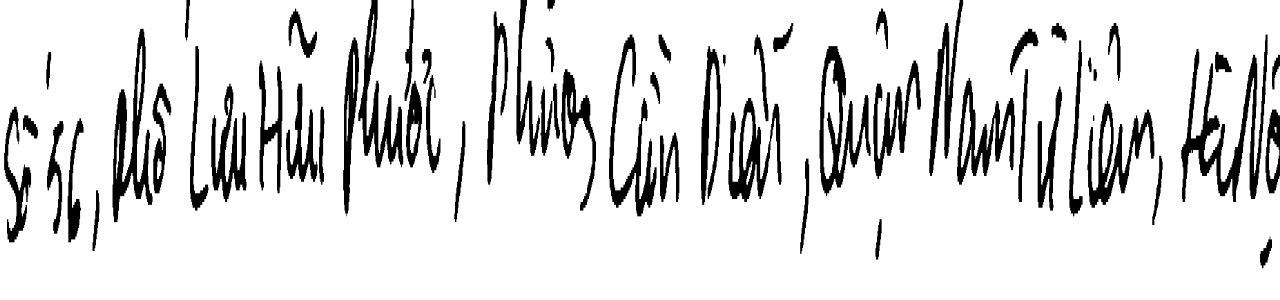 Số 56, phố Lưu Hữu Phước, Phường Cầu Diễn, Quận Nam Từ Liêm, Hà Nội